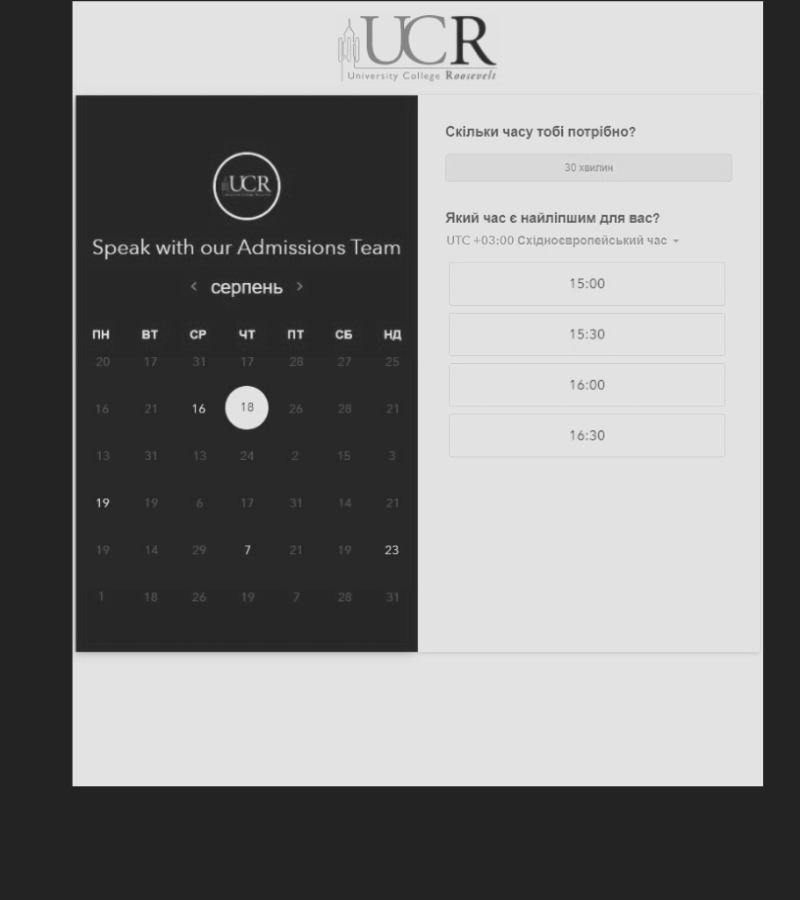 UCR
University College Roosevelt
UCR
Speak with our Admissions Team
< серпень >
ПН ВТ СР ЧТ ПТ СБ НД
20 17 31 17 28 27 25
16 21 16 18 26 28 21
13 31 13 24 2 15 3
19 19 6 17 31 14 21
19 14 29 7 21 19 23
1 18 26 19 7 28 31
Скільки часу тобі потрібно?
30 хвилин
Який час є найліпшим для вас?
UTC +03:00 Східноєвропейський час
15:00
15:30
16:00
16:30